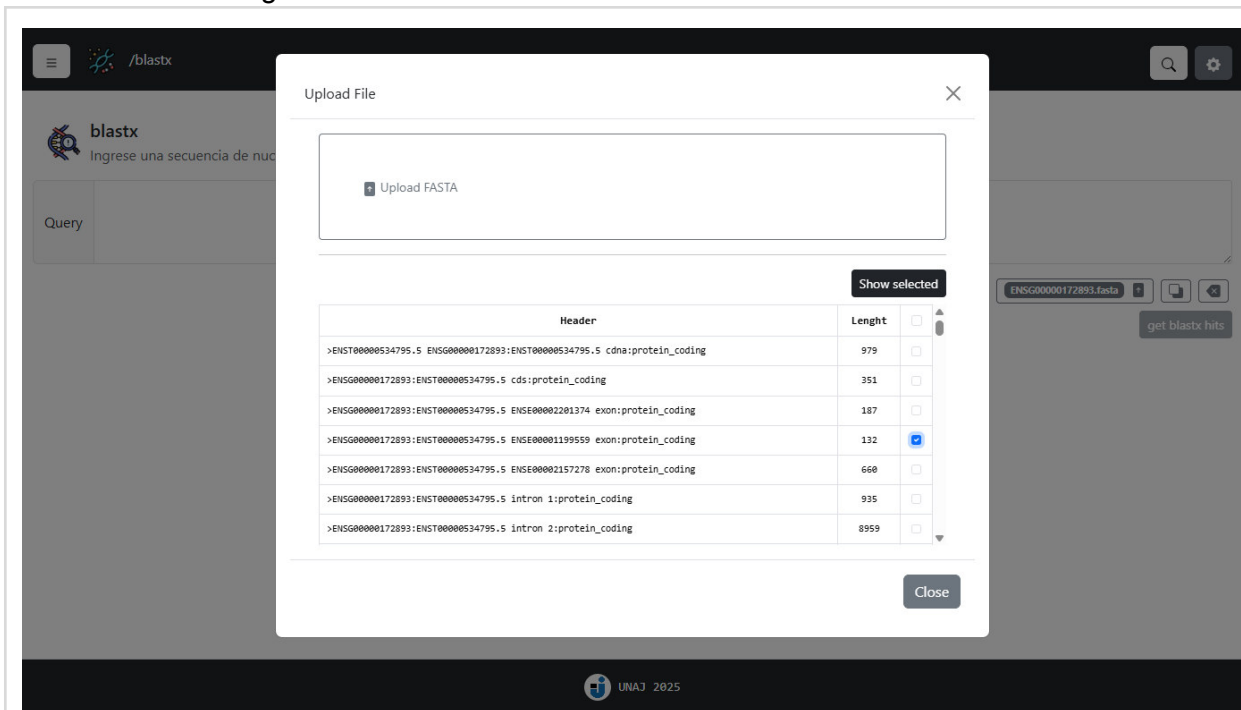 /blastx
Upload File
blastx
Ingrese una secuencia de nuc
Upload FASTA
Query
Show selected
ENSG00000172893.fasta
get blastx hits
Header Lenght
>ENST00000534795.5 ENSG00000172893:ENST00000534795.5 cdna:protein_coding 979
>ENSG00000172893:ENST00000534795.5 cds:protein_coding 351
>ENSG00000172893:ENST00000534795.5 ENSE00002201374 exon:protein_coding 187
>ENSG00000172893:ENST00000534795.5 ENSE00001199559 exon:protein_coding 132
>ENSG00000172893:ENST00000534795.5 ENSE00002157278 exon:protein_coding 660
>ENSG00000172893:ENST00000534795.5 intron 1:protein_coding 935
>ENSG00000172893:ENST00000534795.5 intron 2:protein_coding 8959
Close
UNAJ 2025